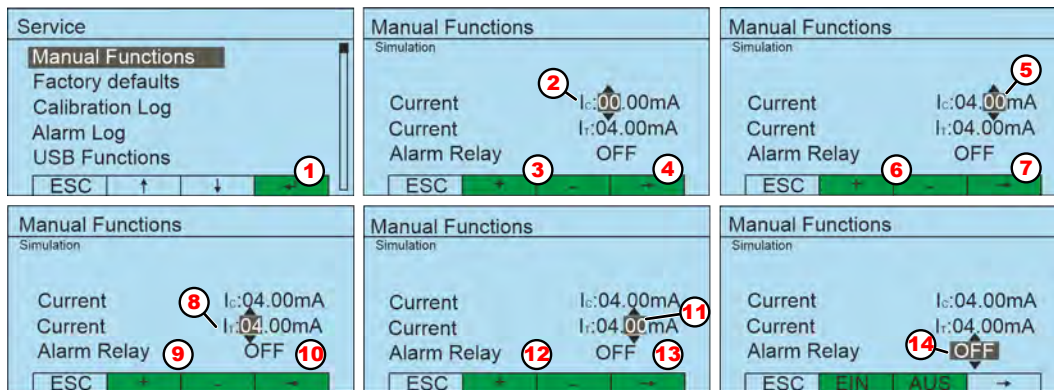 Service
Manual Functions
Factory defaults
Calibration Log
Alarm Log
USB Functions
ESC ↑ ↓ ↵
1
Manual Functions
Simulation
2
Current Ic:00.00mA
Current IT:04.00mA
Alarm Relay OFF
3 4
ESC + - →
Manual Functions
Simulation
5
Current Ic:04.00mA
Current IT:04.00mA
Alarm Relay OFF
6 7
ESC + - →
Manual Functions
Simulation
Current Ic:04.00mA
8
Current IT:04.00mA
Alarm Relay OFF
9 10
ESC + - →
Manual Functions
Simulation
Current Ic:04.00mA
11
Current IT:04.00mA
Alarm Relay OFF
12 13
ESC + - →
Manual Functions
Simulation
Current Ic:04.00mA
Current IT:04.00mA
14
Alarm Relay OFF
ESC EIN AUS →